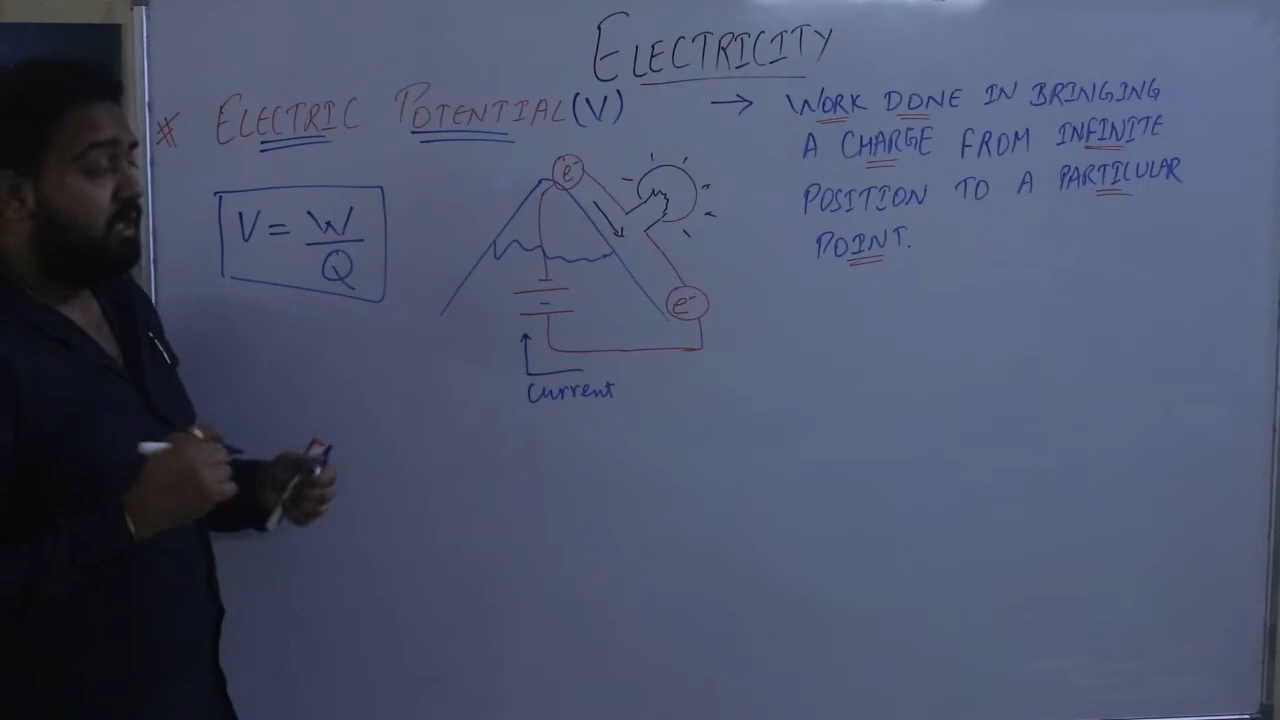 ELECTRICITY
* ELECTRIC POTENTIAL (V)
→ WORK DONE IN BRINGING
A CHARGE FROM INFINITE
POSITION TO A PARTICULAR
POINT.
V = W/Q
e⁻
e⁻
Current